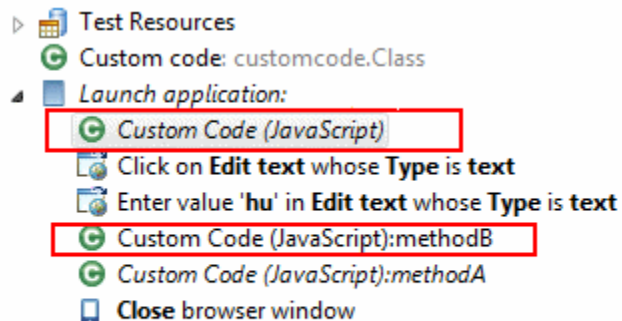 Test Resources
Custom code: customcode.Class
Launch application:
Custom Code (JavaScript)
Click on Edit text whose Type is text
Enter value 'hu' in Edit text whose Type is text
Custom Code (JavaScript):methodB
Custom Code (JavaScript):methodA
Close browser window